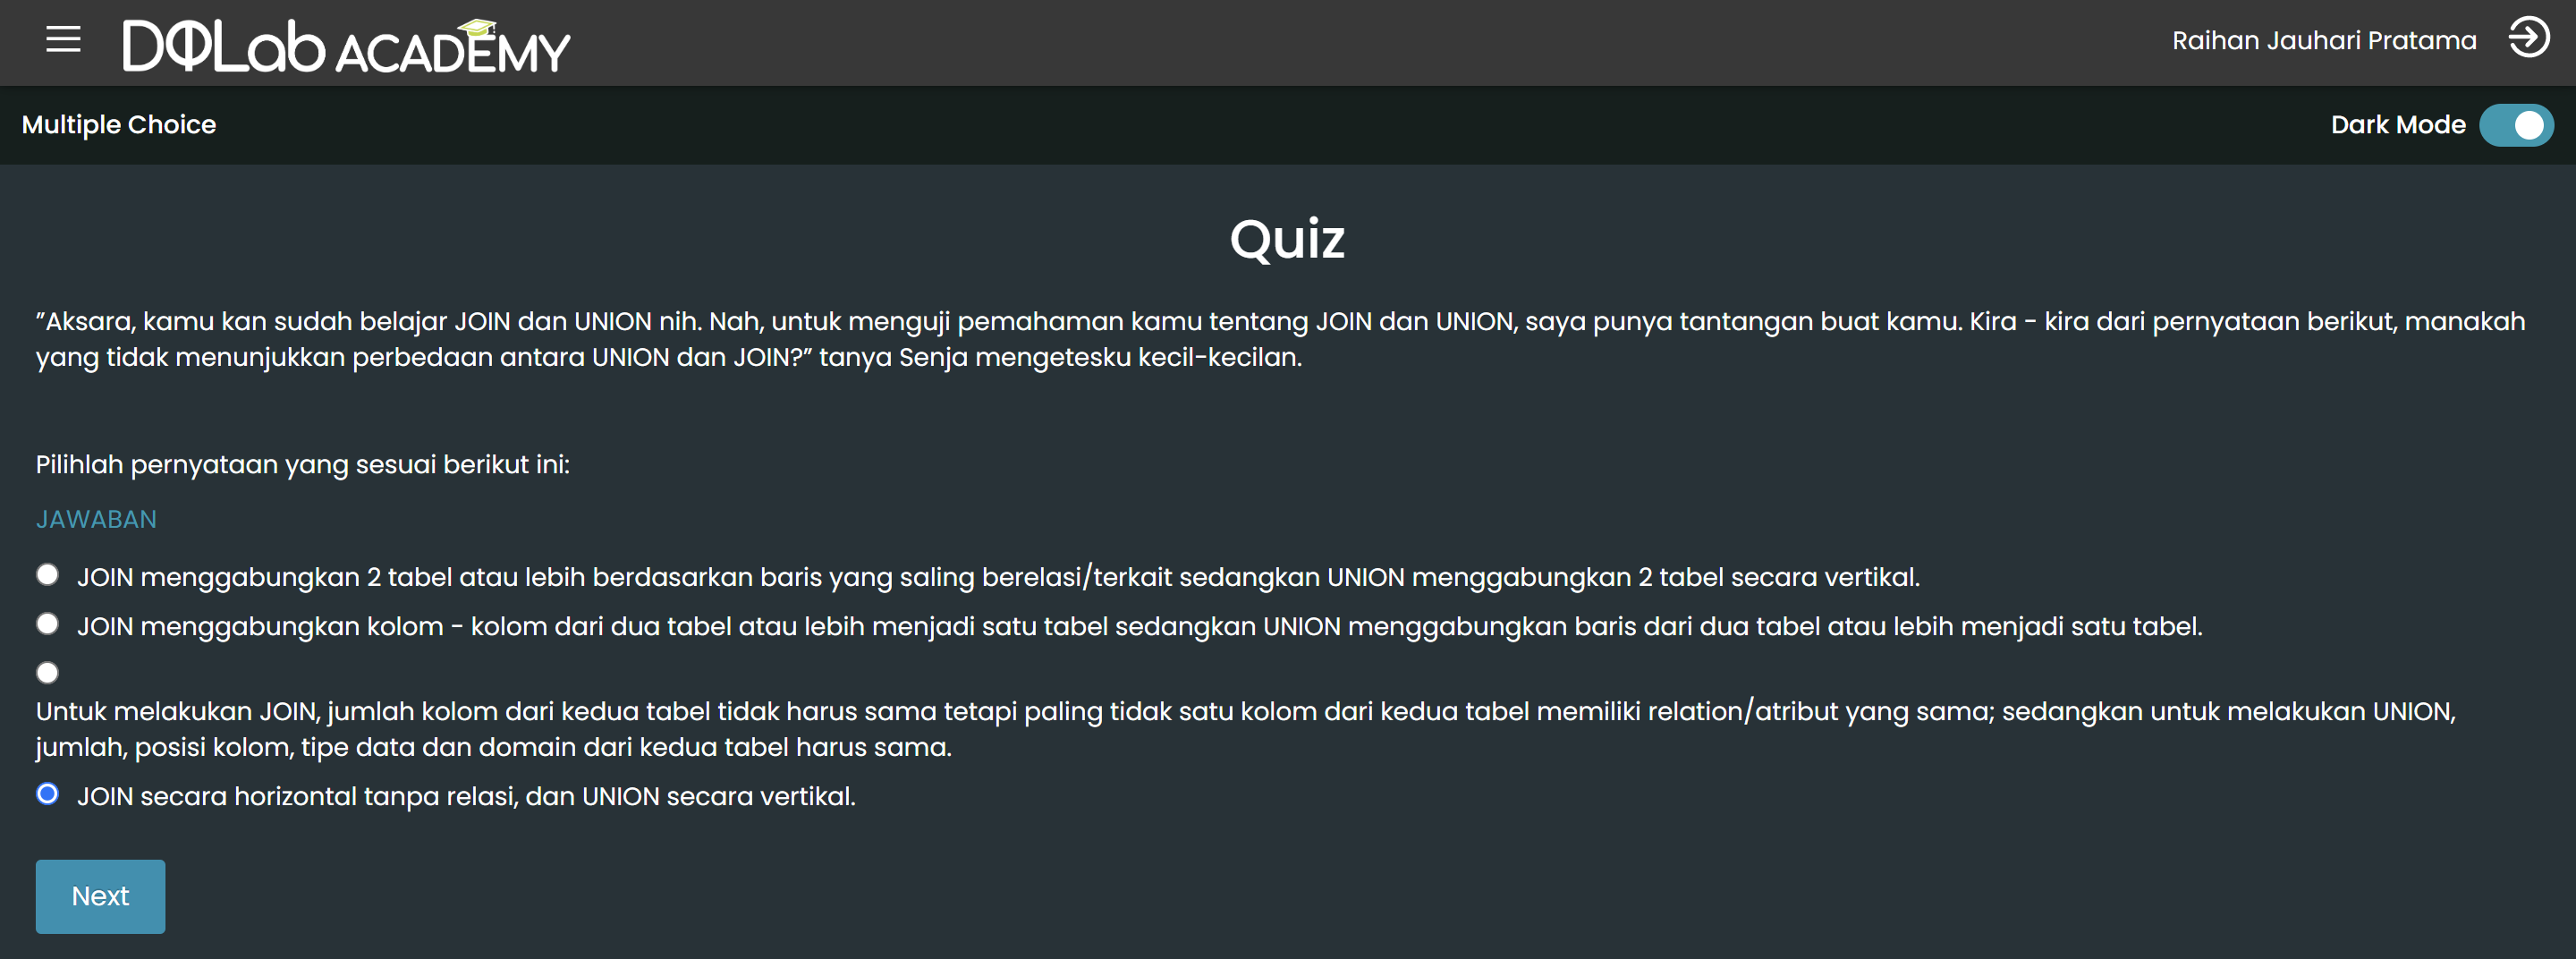 DQLab ACADEMY
Raihan Jauhari Pratama
Multiple Choice
Dark Mode
Quiz
”Aksara, kamu kan sudah belajar JOIN dan UNION nih. Nah, untuk menguji pemahaman kamu tentang JOIN dan UNION, saya punya tantangan buat kamu. Kira - kira dari pernyataan berikut, manakah
yang tidak menunjukkan perbedaan antara UNION dan JOIN?” tanya Senja mengetesku kecil-kecilan.
Pilihlah pernyataan yang sesuai berikut ini:
JAWABAN
JOIN menggabungkan 2 tabel atau lebih berdasarkan baris yang saling berelasi/terkait sedangkan UNION menggabungkan 2 tabel secara vertikal.
JOIN menggabungkan kolom - kolom dari dua tabel atau lebih menjadi satu tabel sedangkan UNION menggabungkan baris dari dua tabel atau lebih menjadi satu tabel.
Untuk melakukan JOIN, jumlah kolom dari kedua tabel tidak harus sama tetapi paling tidak satu kolom dari kedua tabel memiliki relation/atribut yang sama; sedangkan untuk melakukan UNION,
jumlah, posisi kolom, tipe data dan domain dari kedua tabel harus sama.
JOIN secara horizontal tanpa relasi, dan UNION secara vertikal.
Next